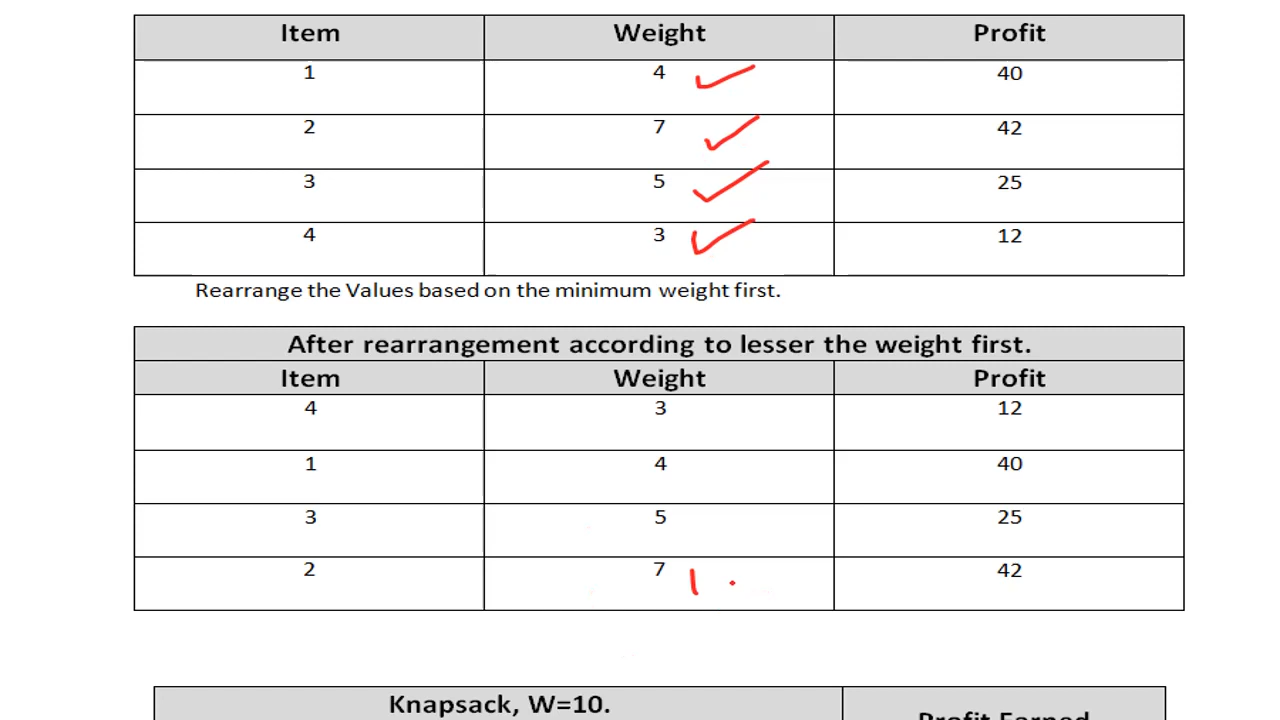 Item Weight Profit
1 4 40
2 7 42
3 5 25
4 3 12
Rearrange the Values based on the minimum weight first.
After rearrangement according to lesser the weight first.
Item Weight Profit
4 3 12
1 4 40
3 5 25
2 7 42
Knapsack, W=10.
Profit Earned